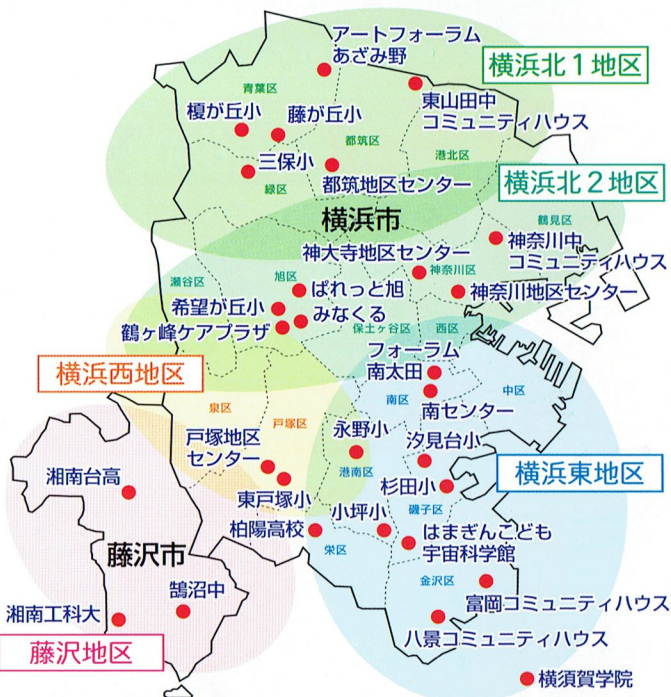 アートフォーラム
あざみ野
横浜北1地区
青葉区
榎が丘小
藤が丘小
東山田中
コミュニティハウス
都筑区
港北区
三保小
緑区
都筑地区センター
横浜北2地区
横浜市
鶴見区
神奈川中
コミュニティハウス
神大寺地区センター
神奈川区
瀬谷区
旭区
ぱれっと旭
神奈川地区センター
希望が丘小
みなくる
鶴ヶ峰ケアプラザ
保土ヶ谷区
西区
フォーラム
南太田
横浜西地区
南区
中区
南センター
泉区
戸塚区
永野小
汐見台小
戸塚地区
センター
港南区
横浜東地区
湘南台高
杉田小
東戸塚小
小坪小
磯子区
柏陽高校
はまぎんこども
宇宙科学館
藤沢市
栄区
金沢区
富岡コミュニティハウス
鵠沼中
湘南工科大
八景コミュニティハウス
藤沢地区
横須賀学院